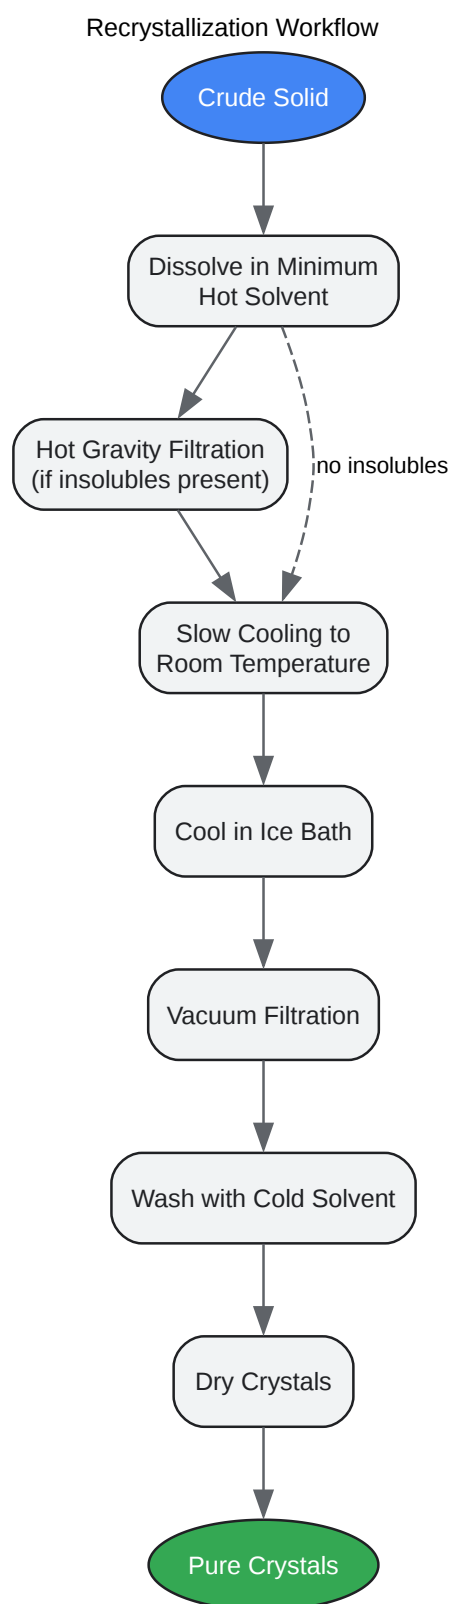 Recrystallization Workflow
Crude Solid
Dissolve in Minimum
Hot Solvent
Hot Gravity Filtration
(if insolubles present)
no insolubles
Slow Cooling to
Room Temperature
Cool in Ice Bath
Vacuum Filtration
Wash with Cold Solvent
Dry Crystals
Pure Crystals